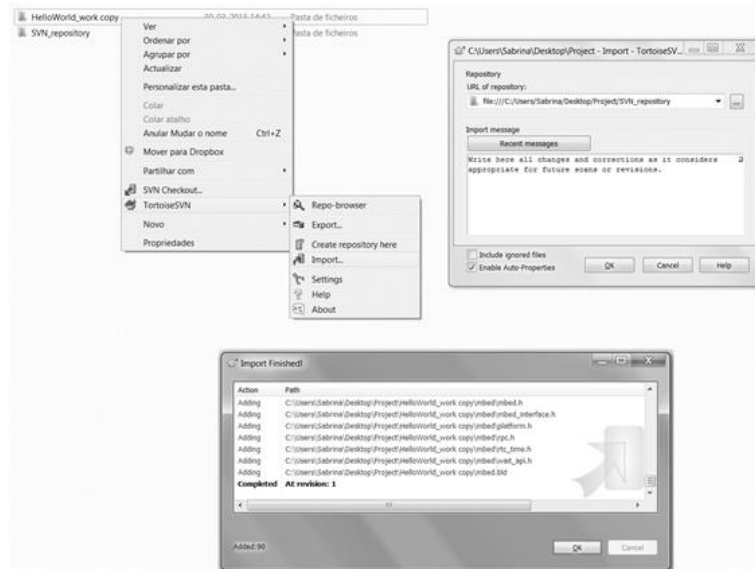 HelloWorld_work copy 20-03-2015 14:42 Pasta de ficheiros
SVN_repository Pasta de ficheiros
Ver
Ordenar por
Agrupar por
Actualizar
Personalizar esta pasta...
Colar
Colar atalho
Anular Mudar o nome Ctrl+Z
Mover para Dropbox
Partilhar com
SVN Checkout...
TortoiseSVN
Novo
Propriedades
Repo-browser
Export...
Create repository here
Import...
Settings
Help
About
C:\Users\Sabrina\Desktop\Project - Import - TortoiseSV...
Repository
URL of repository:
file:///C:/Users/Sabrina/Desktop/Project/SVN_repository
...
Import message
Recent messages
Write here all changes and corrections as it considers 2
appropriate for future scans or revisions.
Include ignored files
Enable Auto-Properties
OK Cancel Help
Import Finished!
Action Path
Adding C:\Users\Sabrina\Desktop\Project\HelloWorld_work copy\mbed\mbed.h
Adding C:\Users\Sabrina\Desktop\Project\HelloWorld_work copy\mbed\mbed_interface.h
Adding C:\Users\Sabrina\Desktop\Project\HelloWorld_work copy\mbed\platform.h
Adding C:\Users\Sabrina\Desktop\Project\HelloWorld_work copy\mbed\rpc.h
Adding C:\Users\Sabrina\Desktop\Project\HelloWorld_work copy\mbed\rtc_time.h
Adding C:\Users\Sabrina\Desktop\Project\HelloWorld_work copy\mbed\wait_api.h
Adding C:\Users\Sabrina\Desktop\Project\HelloWorld_work copy\mbed.bld
Completed At revision: 1
Added:90
OK Cancel